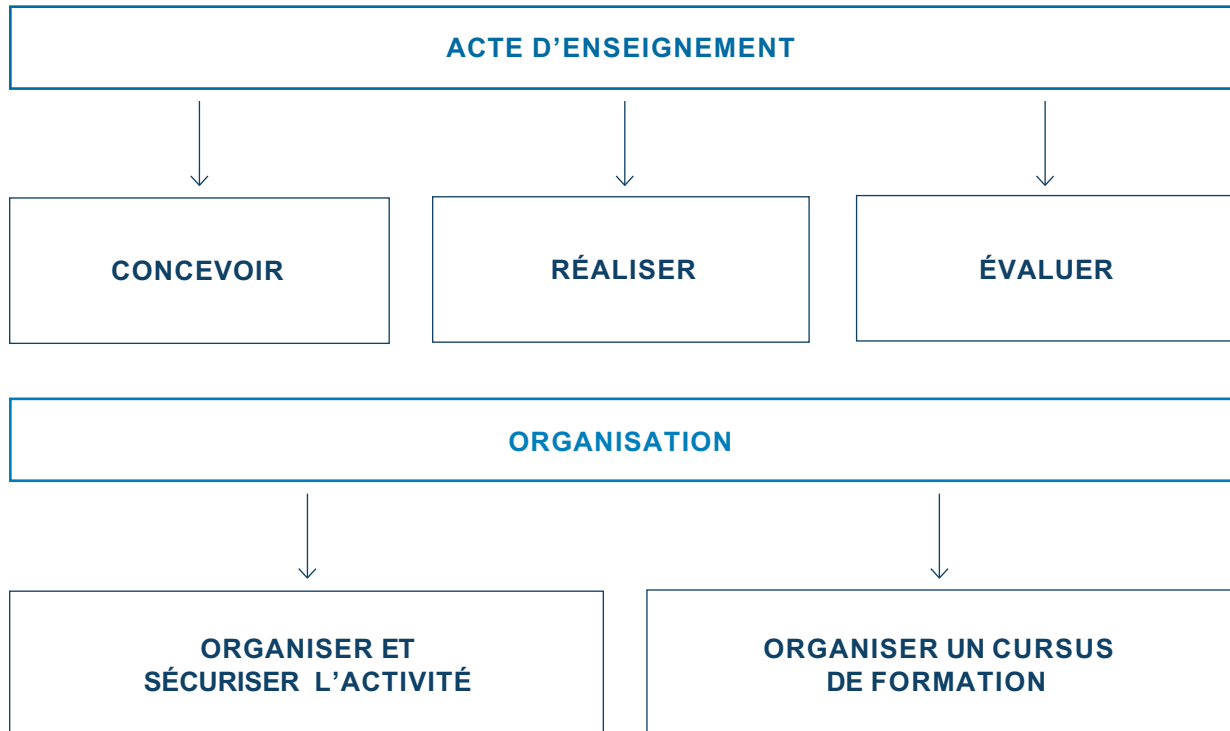 ACTE D’ENSEIGNEMENT
CONCEVOIR
RÉALISER
ÉVALUER
ORGANISATION
ORGANISER ET
SÉCURISER L’ACTIVITÉ
ORGANISER UN CURSUS
DE FORMATION